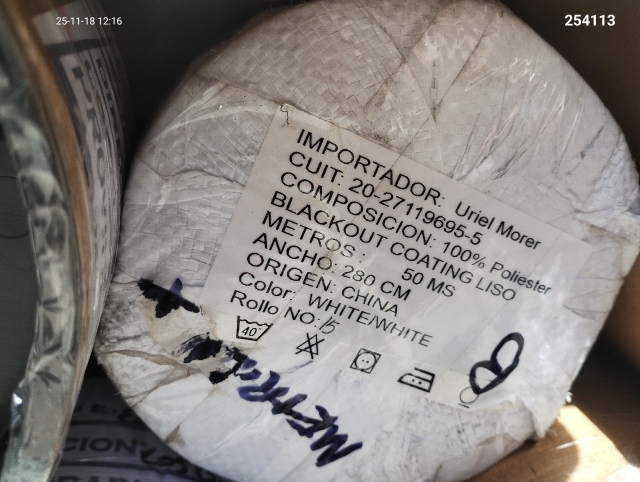 25-11-18 12:16
254113
IMPORTADOR: Uriel Morer
CUIT: 20-27119695-5
COMPOSICION: 100% Poliester
BLACKOUT COATING LISO
METROS: 50 MS
ANCHO: 280 CM
ORIGEN: CHINA
Color: WHITE/WHITE
Rollo NO: 15
40
8